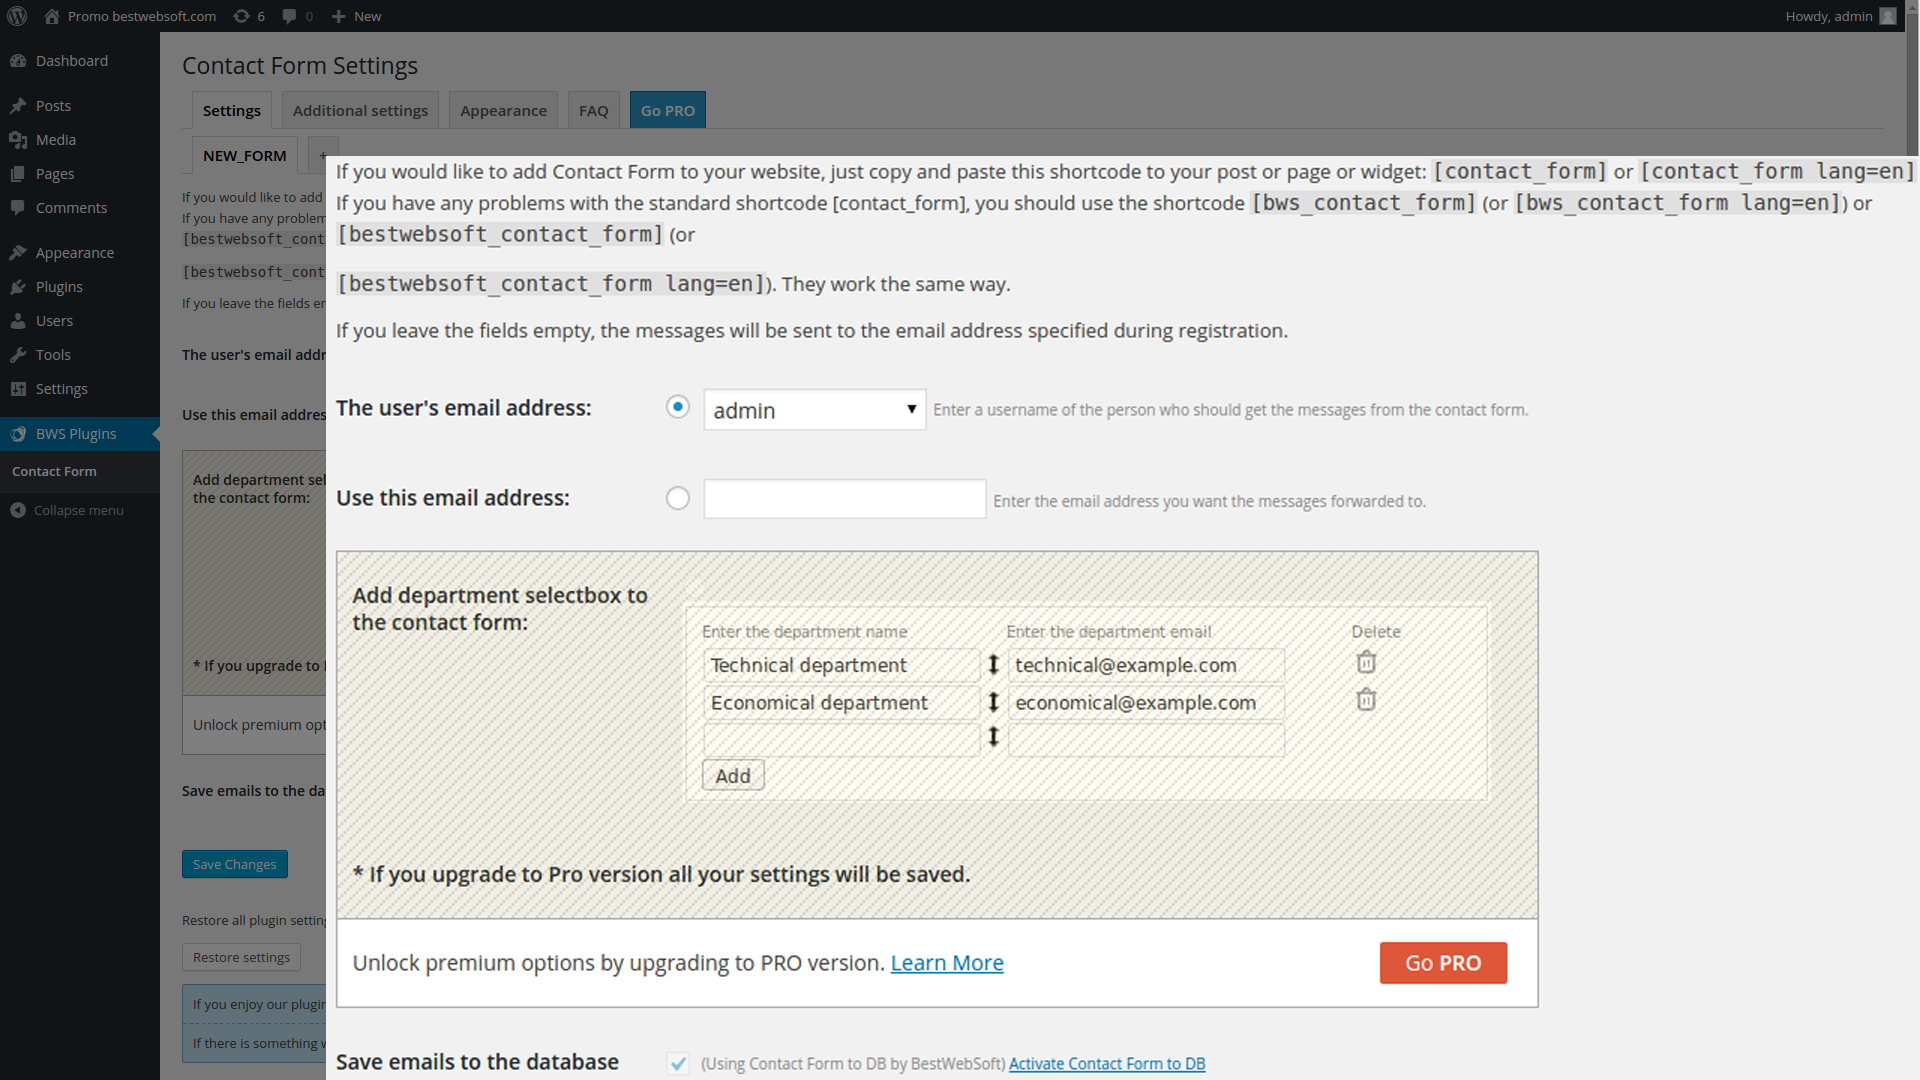 Promo bestwebsoft.com 6 0 New Howdy, admin
Dashboard
Posts
Media
Pages
Comments
Appearance
Plugins
Users
Tools
Settings
BWS Plugins
Contact Form
Collapse menu
Contact Form Settings
Settings Additional settings Appearance FAQ Go PRO
NEW_FORM +
If you would like to add
If you have any problem
[bestwebsoft_cont
[bestwebsoft_cont
If you leave the fields en
The user's email addr
Use this email addres
Add department sel
the contact form:
* If you upgrade to
Unlock premium opt
Save emails to the da
Save Changes
Restore all plugin settin
Restore settings
If you enjoy our plugin
If there is something
If you would like to add Contact Form to your website, just copy and paste this shortcode to your post or page or widget: [contact_form] or [contact_form lang=en]
If you have any problems with the standard shortcode [contact_form], you should use the shortcode [bws_contact_form] (or [bws_contact_form lang=en]) or
[bestwebsoft_contact_form] (or
[bestwebsoft_contact_form lang=en]). They work the same way.
If you leave the fields empty, the messages will be sent to the email address specified during registration.
The user's email address: admin Enter a username of the person who should get the messages from the contact form.
Use this email address: Enter the email address you want the messages forwarded to.
Add department selectbox to
the contact form:
Enter the department name Enter the department email Delete
Technical department technical@example.com
Economical department economical@example.com
Add
* If you upgrade to Pro version all your settings will be saved.
Unlock premium options by upgrading to PRO version. Learn More Go PRO
Save emails to the database (Using Contact Form to DB by BestWebSoft) Activate Contact Form to DB